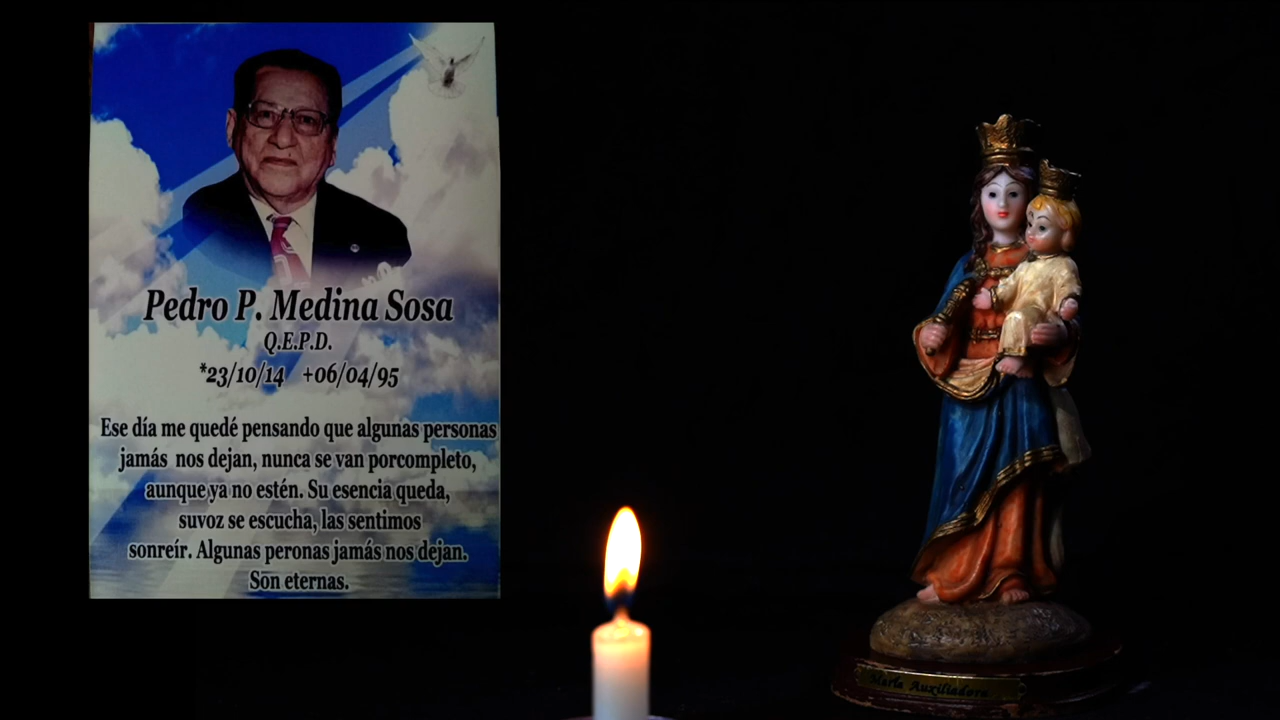 Pedro P. Medina Sosa
Q.E.P.D.
*23/10/14 +06/04/95
Ese día me quedé pensando que algunas personas
jamás nos dejan, nunca se van porcompleto,
aunque ya no estén. Su esencia queda,
suvoz se escucha, las sentimos
sonreír. Algunas peronas jamás nos dejan.
Son eternas.
María Auxiliadora